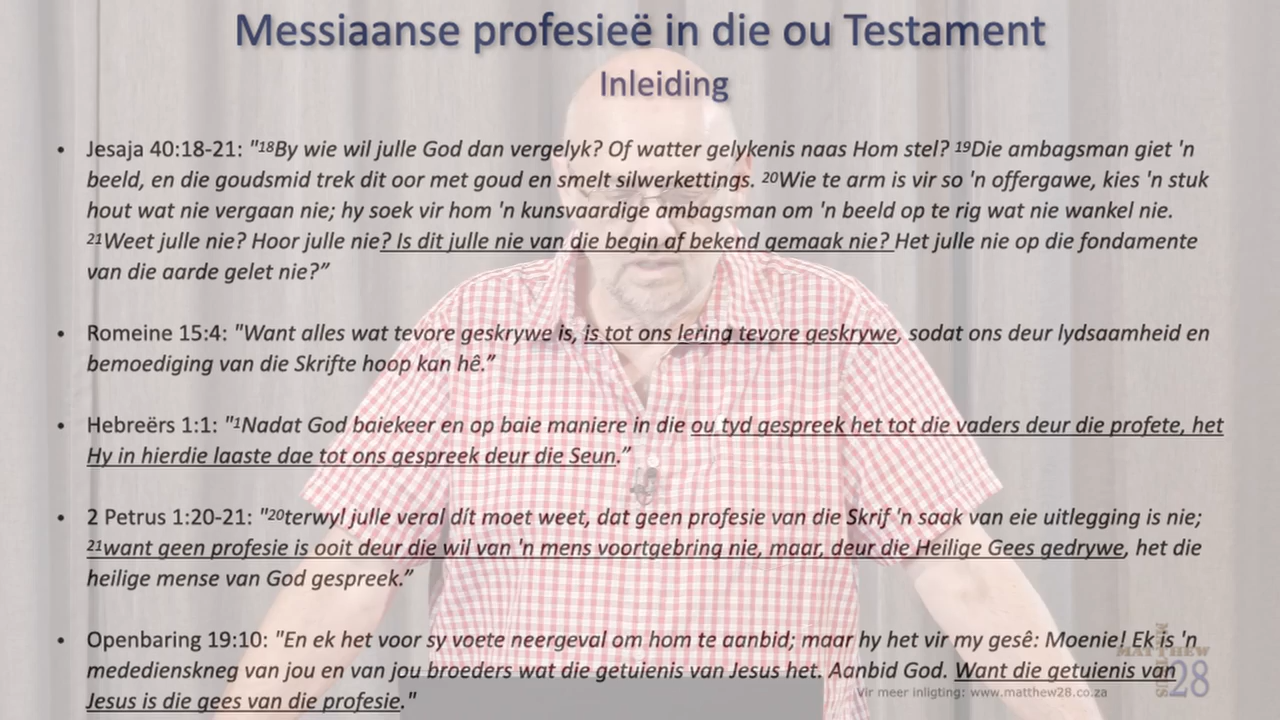 Messiaanse profesieë in die ou Testament
Inleiding
• Jesaja 40:18-21: "18By wie wil julle God dan vergelyk? Of watter gelykenis naas Hom stel? 19Die ambagsman giet 'n
beeld, en die goudsmid trek dit oor met goud en smelt silwerkettings. 20Wie te arm is vir so 'n offergawe, kies 'n stuk
hout wat nie vergaan nie; hy soek vir hom 'n kunsvaardige ambagsman om 'n beeld op te rig wat nie wankel nie.
21Weet julle nie? Hoor julle nie? Is dit julle nie van die begin af bekend gemaak nie? Het julle nie op die fondamente
van die aarde gelet nie?”
• Romeine 15:4: "Want alles wat tevore geskrywe is, is tot ons lering tevore geskrywe, sodat ons deur lydsaamheid en
bemoediging van die Skrifte hoop kan hê.”
• Hebreërs 1:1: "1Nadat God baiekeer en op baie maniere in die ou tyd gespreek het tot die vaders deur die profete, het
Hy in hierdie laaste dae tot ons gespreek deur die Seun.”
• 2 Petrus 1:20-21: "20terwyl julle veral dít moet weet, dat geen profesie van die Skrif 'n saak van eie uitlegging is nie;
21want geen profesie is ooit deur die wil van 'n mens voortgebring nie, maar, deur die Heilige Gees gedrywe, het die
heilige mense van God gespreek.”
• Openbaring 19:10: "En ek het voor sy voete neergeval om hom te aanbid; maar hy het vir my gesê: Moenie! Ek is 'n
mededienskneg van jou en van jou broeders wat die getuienis van Jesus het. Aanbid God. Want die getuienis van
Jesus is die gees van die profesie."
MATTHEW
MATTEUS
28
Vir meer inligting: www.matthew28.co.za